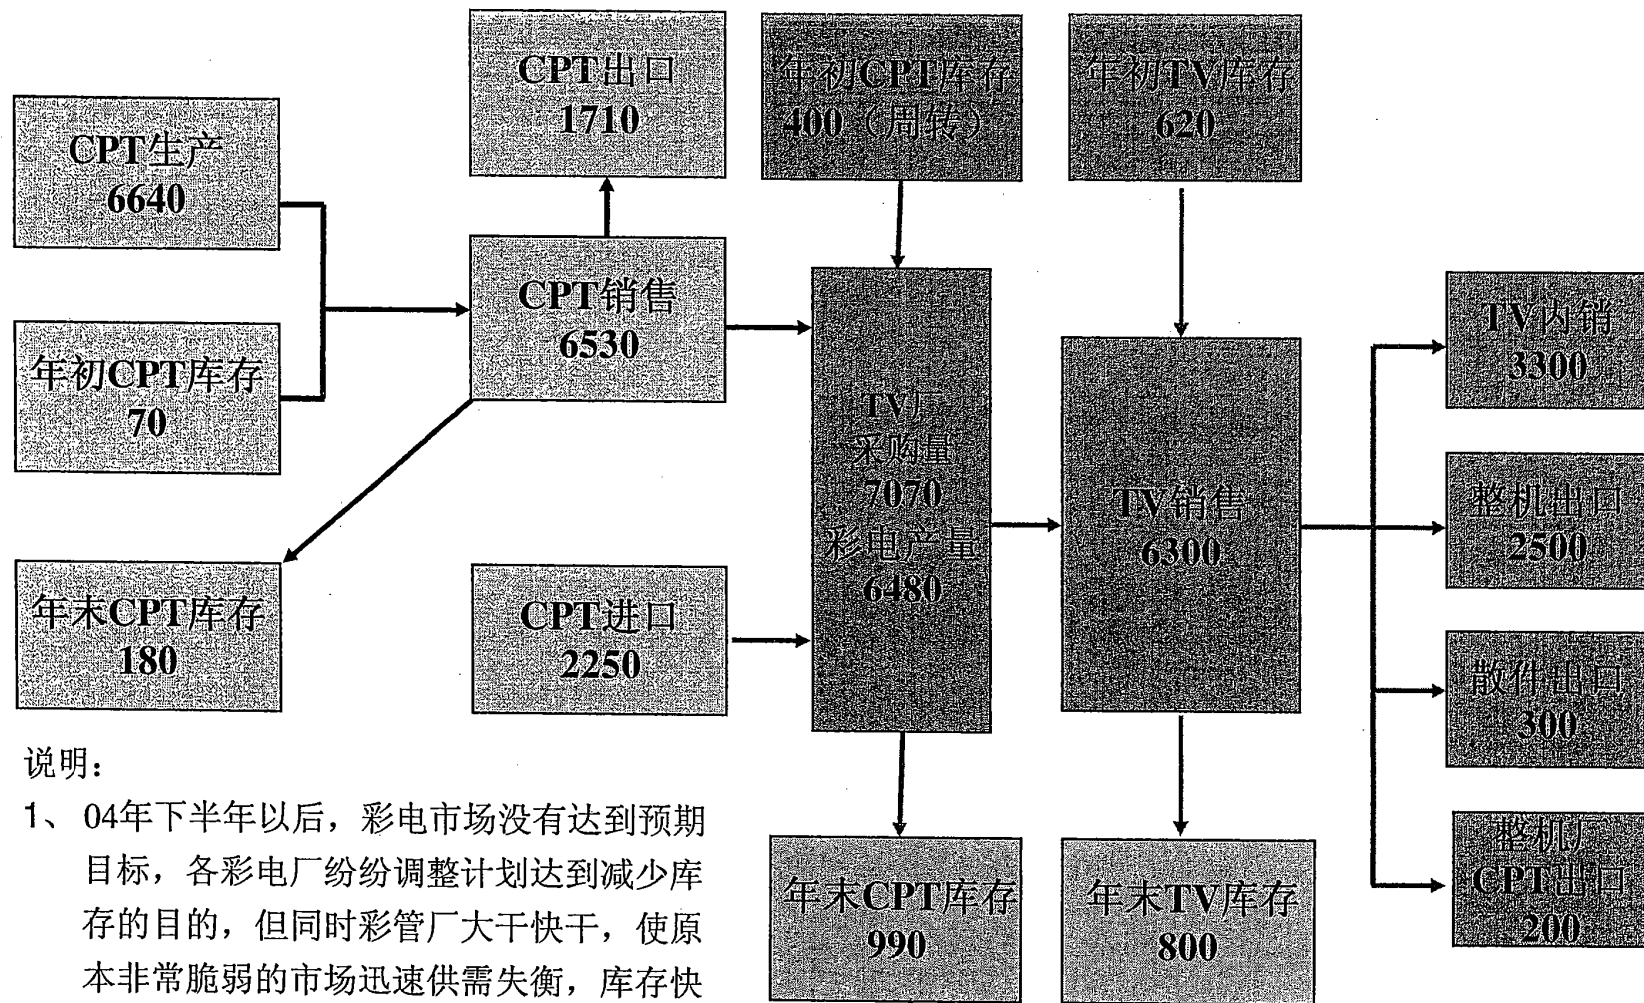 CPT生产
6640
年初CPT库存
70
年末CPT库存
180
CPT出口
1710
CPT销售
6530
CPT进口
2250
年初CPT库存
400（周转）
TV厂
采购量
7070
彩电产量
6480
年末CPT库存
990
年初TV库存
620
TV销售
6300
年末TV库存
800
TV内销
3300
整机出口
2500
散件出口
300
整机厂
CPT出口
200
说明：
1、 04年下半年以后，彩电市场没有达到预期
目标，各彩电厂纷纷调整计划达到减少库
存的目的，但同时彩管厂大干快干，使原
本非常脆弱的市场迅速供需失衡，库存快